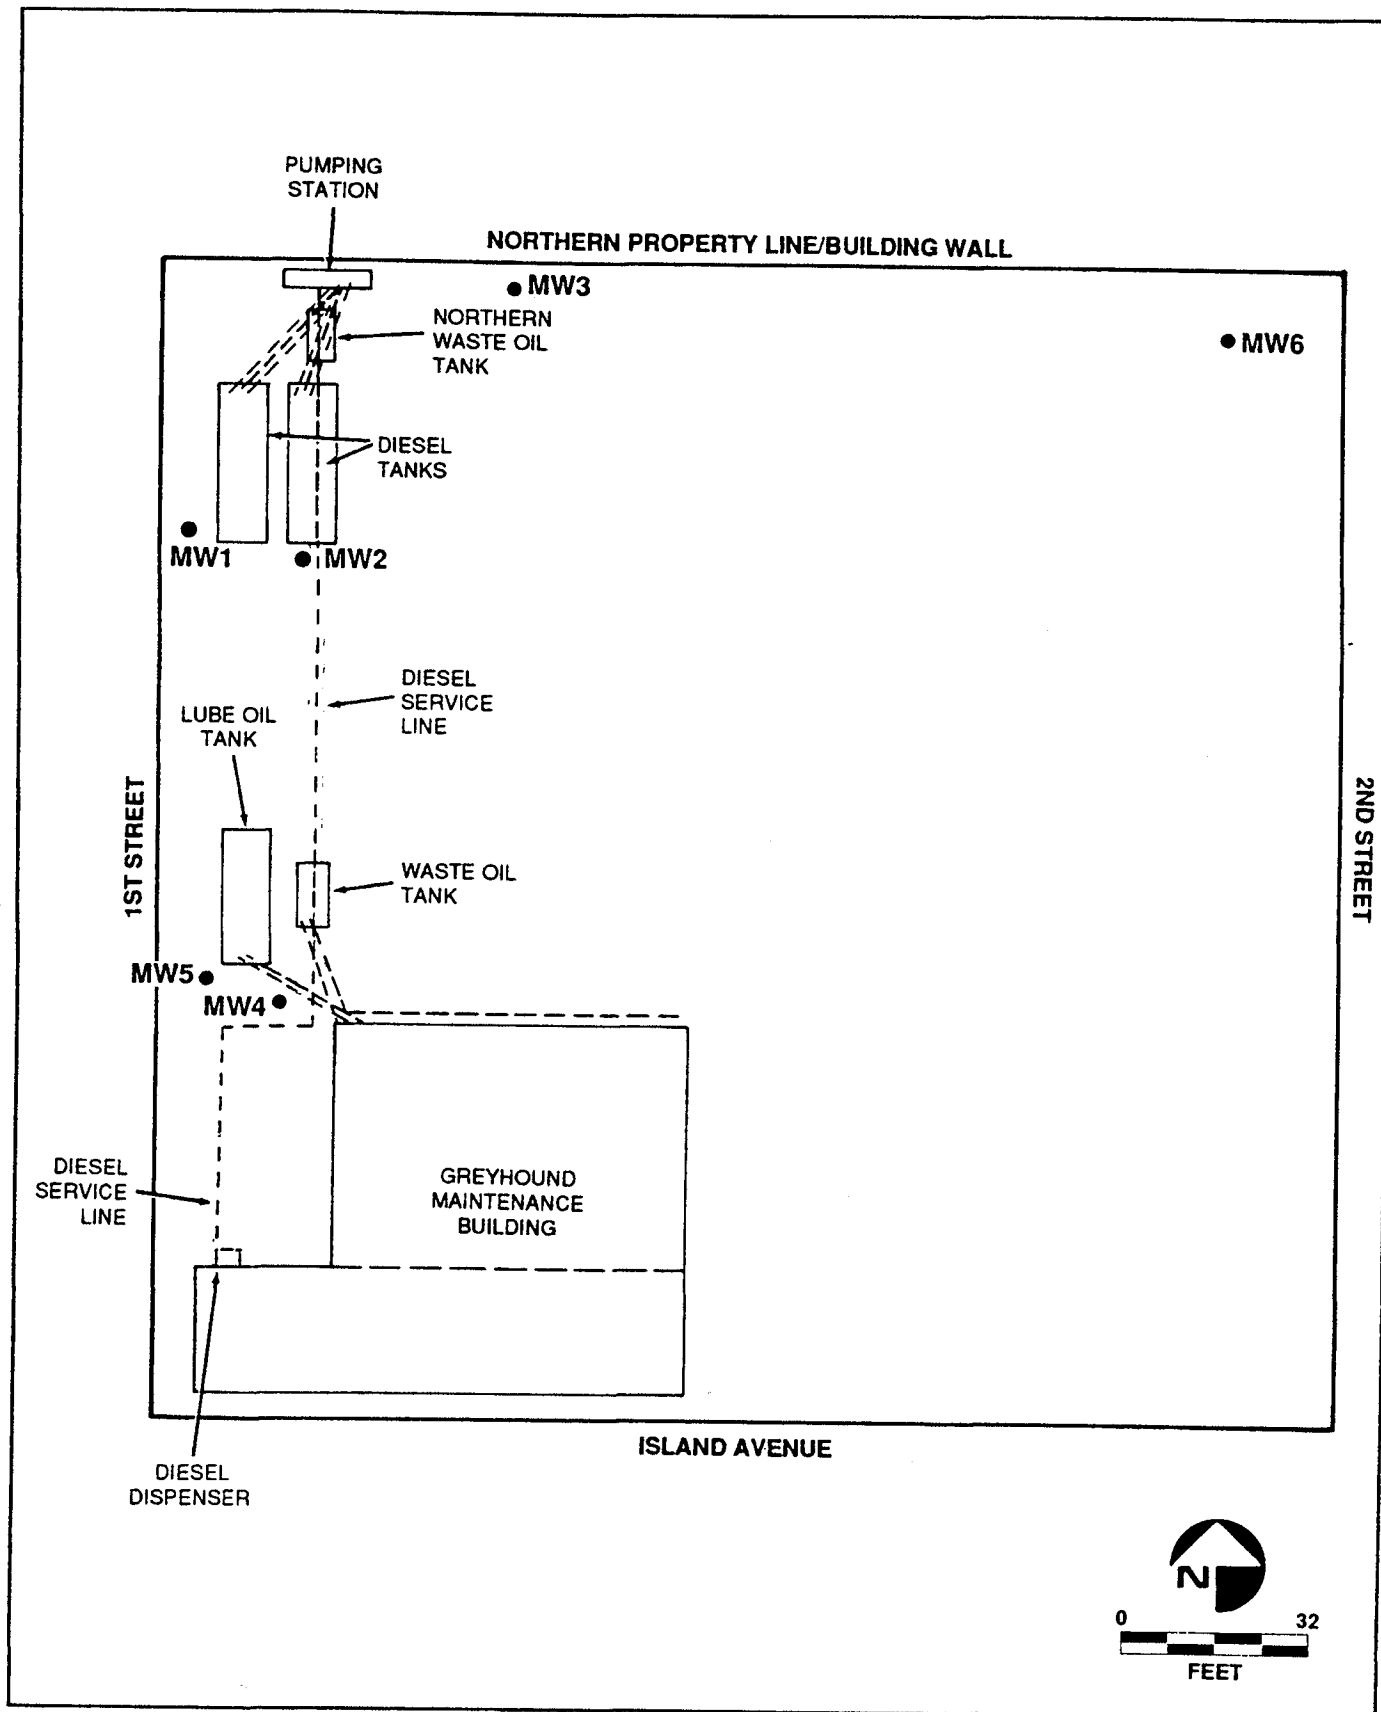 PUMPING
STATION
NORTHERN PROPERTY LINE/BUILDING WALL
MW3
NORTHERN
WASTE OIL
TANK
MW6
DIESEL
TANKS
MW1
MW2
DIESEL
SERVICE
LINE
LUBE OIL
TANK
1ST STREET
2ND STREET
WASTE OIL
TANK
MW5
MW4
DIESEL
SERVICE
LINE
GREYHOUND
MAINTENANCE
BUILDING
ISLAND AVENUE
DIESEL
DISPENSER
N
0 32
FEET